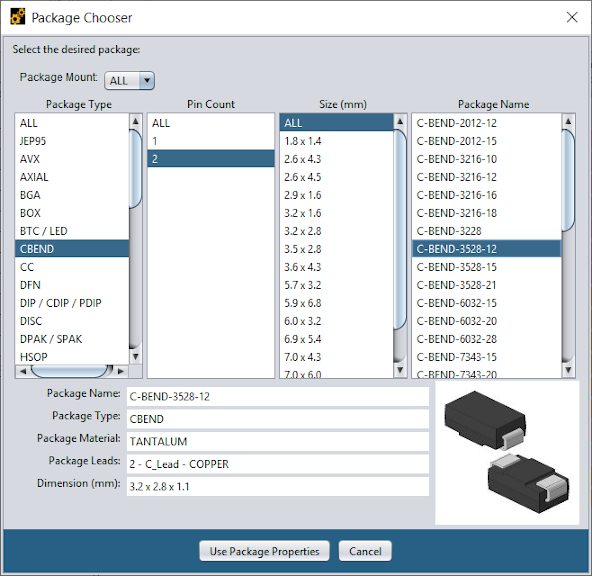 Package Chooser
Select the desired package:
Package Mount: ALL
Package Type
ALL
JEP95
AVX
AXIAL
BGA
BOX
BTC / LED
CBEND
CC
DFN
DIP / CDIP / PDIP
DISC
DPAK / SPAK
HSOP
Pin Count
ALL
1
2
Size (mm)
ALL
1.8 x 1.4
2.6 x 4.3
2.6 x 4.5
2.9 x 1.6
3.2 x 1.6
3.2 x 2.8
3.5 x 2.8
3.6 x 4.3
5.7 x 3.2
5.9 x 6.8
6.0 x 3.2
6.9 x 5.4
7.0 x 4.3
7.0 x 6.0
Package Name
C-BEND-2012-12
C-BEND-2012-15
C-BEND-3216-10
C-BEND-3216-12
C-BEND-3216-16
C-BEND-3216-18
C-BEND-3228
C-BEND-3528-12
C-BEND-3528-15
C-BEND-3528-21
C-BEND-6032-15
C-BEND-6032-20
C-BEND-6032-28
C-BEND-7343-15
C-BEND-7343-20
Package Name: C-BEND-3528-12
Package Type: CBEND
Package Material: TANTALUM
Package Leads: 2 - C_Lead - COPPER
Dimension (mm): 3.2 x 2.8 x 1.1
Use Package Properties Cancel